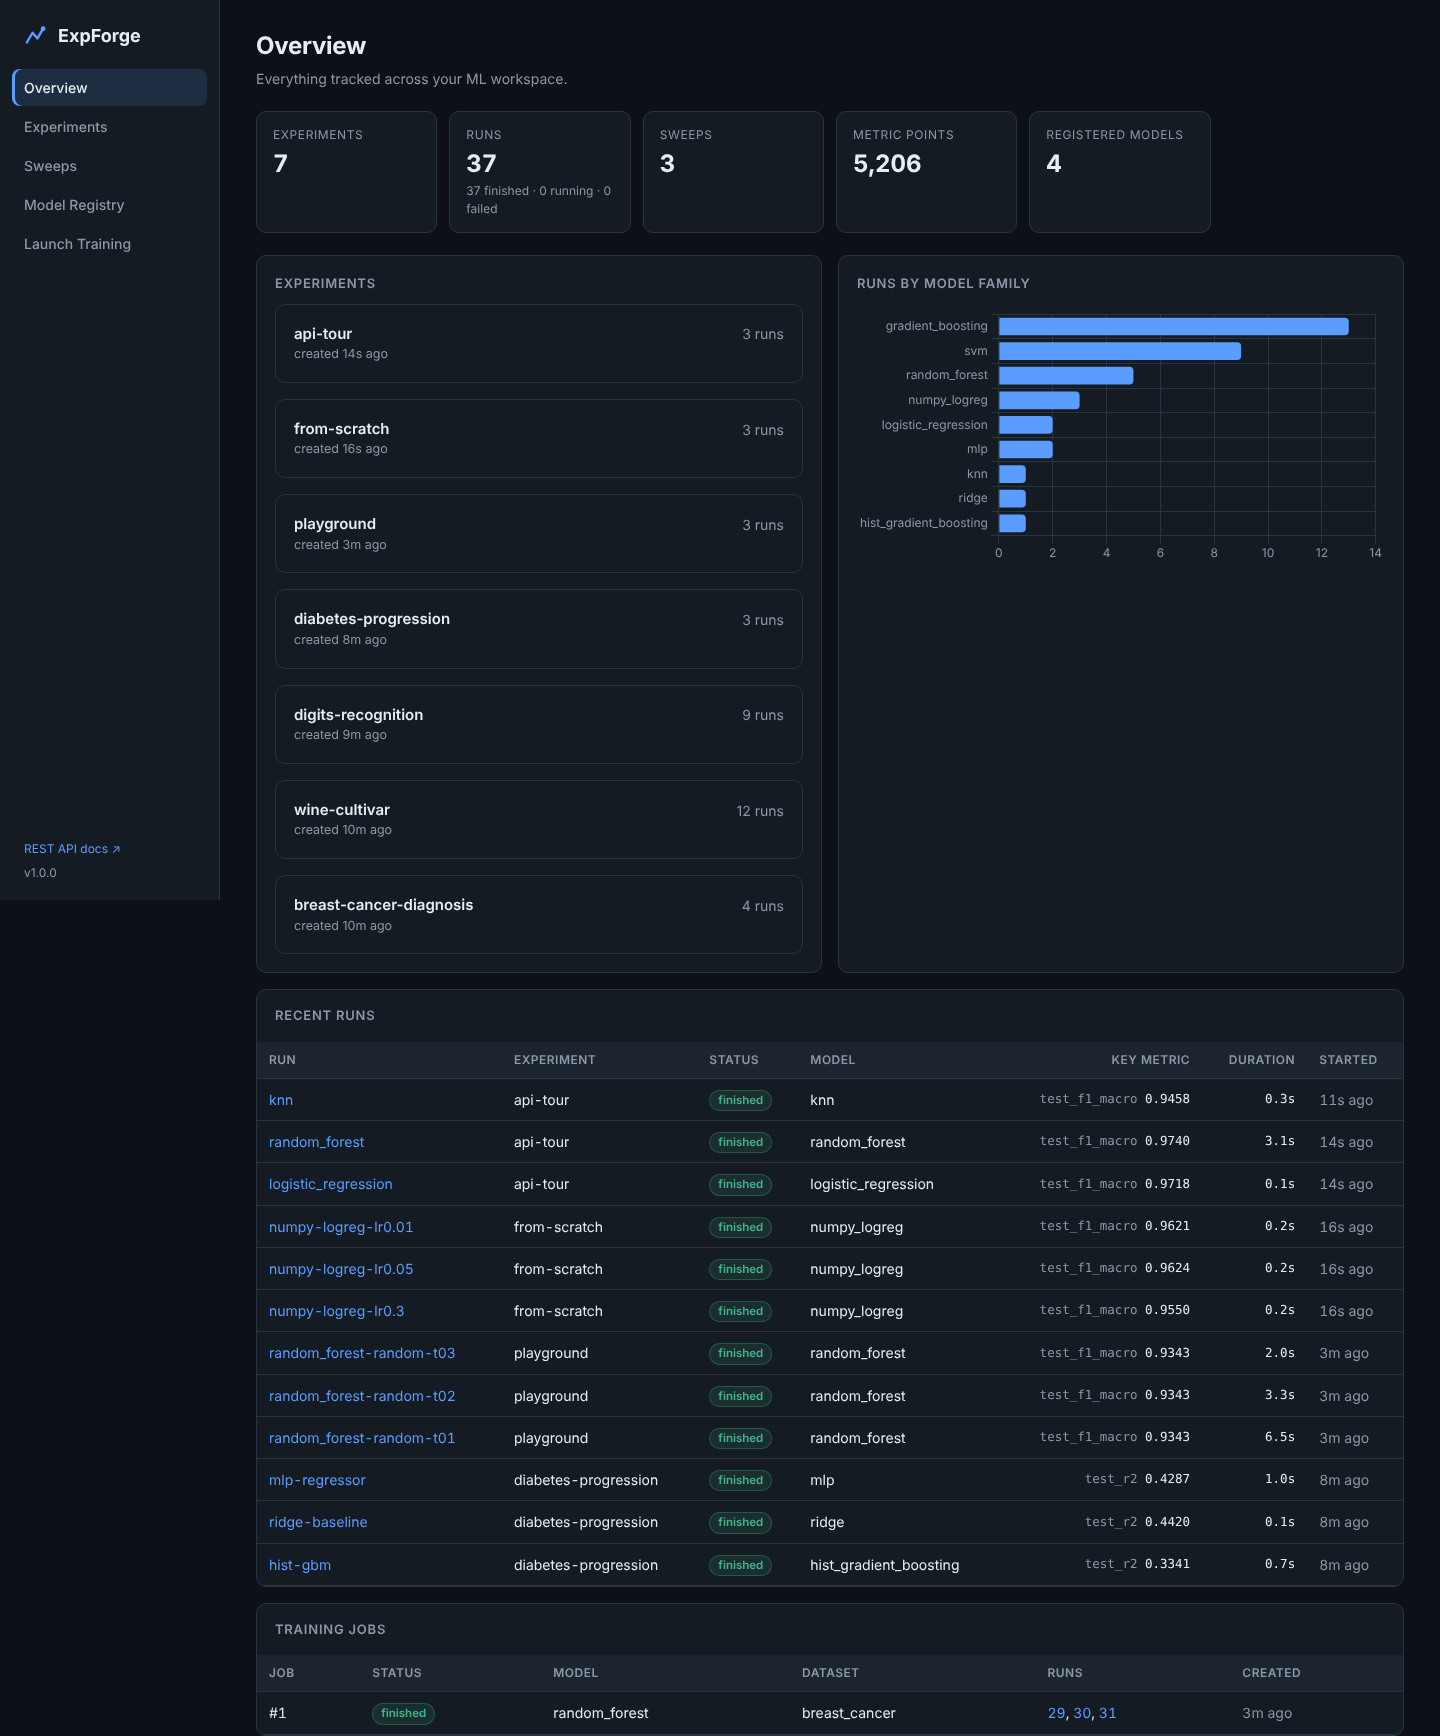 ExpForge
Overview
Experiments
Sweeps
Model Registry
Launch Training
REST API docs ↗
v1.0.0
Overview
Everything tracked across your ML workspace.
EXPERIMENTS
7
RUNS
37
37 finished · 0 running · 0
failed
SWEEPS
3
METRIC POINTS
5,206
REGISTERED MODELS
4
EXPERIMENTS
api-tour 3 runs
created 14s ago
from-scratch 3 runs
created 16s ago
playground 3 runs
created 3m ago
diabetes-progression 3 runs
created 8m ago
digits-recognition 9 runs
created 9m ago
wine-cultivar 12 runs
created 10m ago
breast-cancer-diagnosis 4 runs
created 10m ago
RUNS BY MODEL FAMILY
gradient_boosting
svm
random_forest
numpy_logreg
logistic_regression
mlp
knn
ridge
hist_gradient_boosting
0 2 4 6 8 10 12 14
RECENT RUNS
RUN EXPERIMENT STATUS MODEL KEY METRIC DURATION STARTED
knn api-tour finished knn test_f1_macro 0.9458 0.3s 11s ago
random_forest api-tour finished random_forest test_f1_macro 0.9740 3.1s 14s ago
logistic_regression api-tour finished logistic_regression test_f1_macro 0.9718 0.1s 14s ago
numpy-logreg-lr0.01 from-scratch finished numpy_logreg test_f1_macro 0.9621 0.2s 16s ago
numpy-logreg-lr0.05 from-scratch finished numpy_logreg test_f1_macro 0.9624 0.2s 16s ago
numpy-logreg-lr0.3 from-scratch finished numpy_logreg test_f1_macro 0.9550 0.2s 16s ago
random_forest-random-t03 playground finished random_forest test_f1_macro 0.9343 2.0s 3m ago
random_forest-random-t02 playground finished random_forest test_f1_macro 0.9343 3.3s 3m ago
random_forest-random-t01 playground finished random_forest test_f1_macro 0.9343 6.5s 3m ago
mlp-regressor diabetes-progression finished mlp test_r2 0.4287 1.0s 8m ago
ridge-baseline diabetes-progression finished ridge test_r2 0.4420 0.1s 8m ago
hist-gbm diabetes-progression finished hist_gradient_boosting test_r2 0.3341 0.7s 8m ago
TRAINING JOBS
JOB STATUS MODEL DATASET RUNS CREATED
#1 finished random_forest breast_cancer 29, 30, 31 3m ago